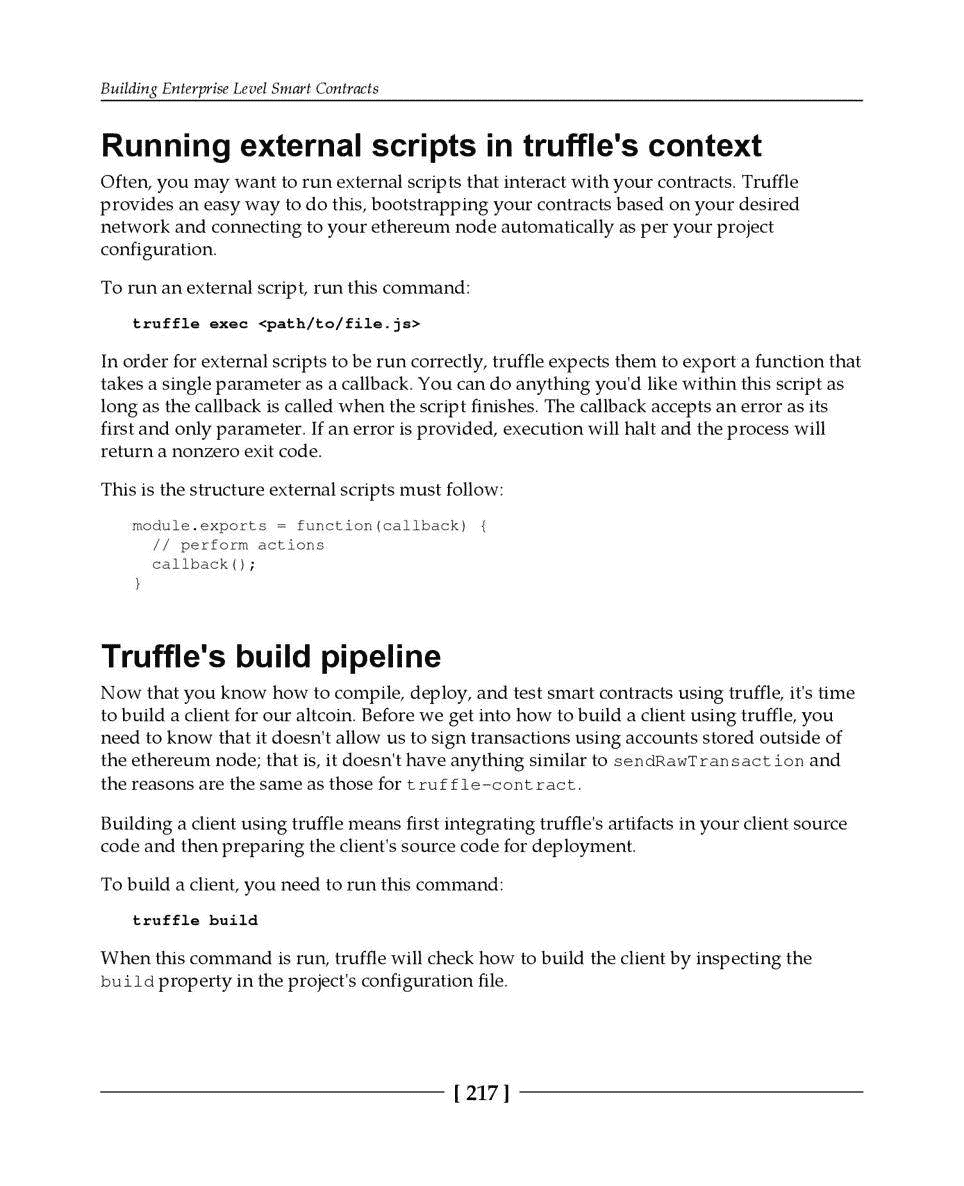 Building Enterprise Level Smart Contracts
Running external scripts in truffle's context
Often, you may want to run external scripts that interact with your contracts. Truffle
provides an easy way to do this, bootstrapping your contracts based on your desired
network and connecting to your ethereum node automatically as per your project
configuration.
To run an external script, run this command:
truffle exec <path/to/file.js>
In order for external scripts to be run correctly, truffle expects them to export a function that
takes a single parameter as a callback. You can do anything you'd like within this script as
long as the callback is called when the script finishes. The callback accepts an error as its
first and only parameter. If an error is provided, execution will halt and the process will
return a nonzero exit code.
This is the structure external scripts must follow:
module.exports = function(callback) {
  // perform actions
  callback();
}
Truffle's build pipeline
Now that you know how to compile, deploy, and test smart contracts using truffle, it's time
to build a client for our altcoin. Before we get into how to build a client using truffle, you
need to know that it doesn't allow us to sign transactions using accounts stored outside of
the ethereum node; that is, it doesn't have anything similar to sendRawTransaction and
the reasons are the same as those for truffle-contract.
Building a client using truffle means first integrating truffle's artifacts in your client source
code and then preparing the client's source code for deployment.
To build a client, you need to run this command:
truffle build
When this command is run, truffle will check how to build the client by inspecting the
build property in the project's configuration file.
[ 217 ]